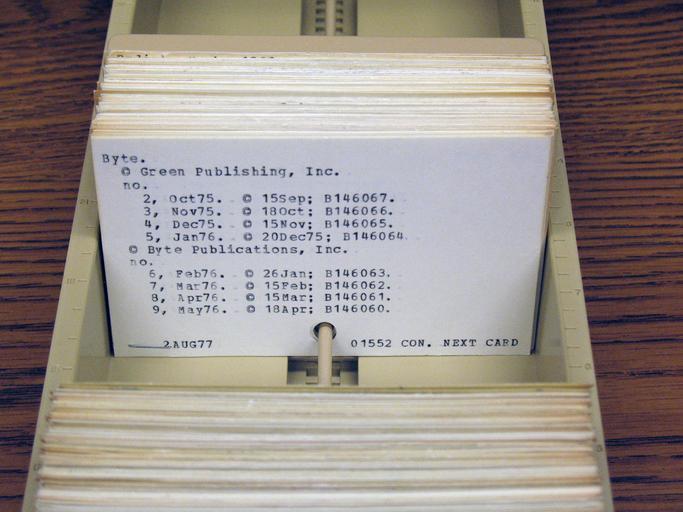 Byte.
© Green Publishing, Inc.
no.
2, Oct75. © 15Sep; B146067.
3, Nov75. © 18Oct; B146066.
4, Dec75. © 15Nov; B146065.
5, Jan76. © 20Dec75; B146064.
© Byte Publications, Inc.
no.
6, Feb76. © 26Jan; B146063.
7, Mar76. © 15Feb; B146062.
8, Apr76. © 15Mar; B146061.
9, May76. © 18Apr; B146060.
2AUG77 01552 CON. NEXT CARD